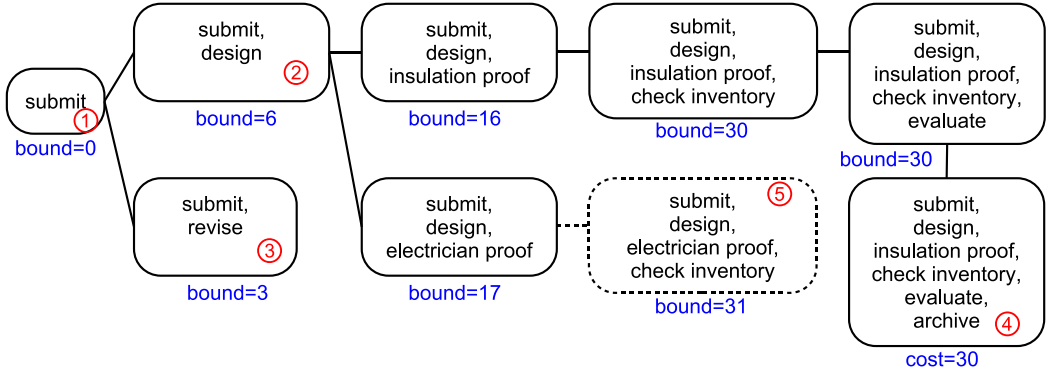 submit
①
bound=0
submit,
design
②
bound=6
submit,
design,
insulation proof
bound=16
submit,
design,
insulation proof,
check inventory
bound=30
submit,
design,
insulation proof,
check inventory,
evaluate
bound=30
submit,
revise
③
bound=3
submit,
design,
electrician proof
bound=17
submit,
⑤
design,
electrician proof,
check inventory
bound=31
submit,
design,
insulation proof,
check inventory,
evaluate,
archive
④
cost=30